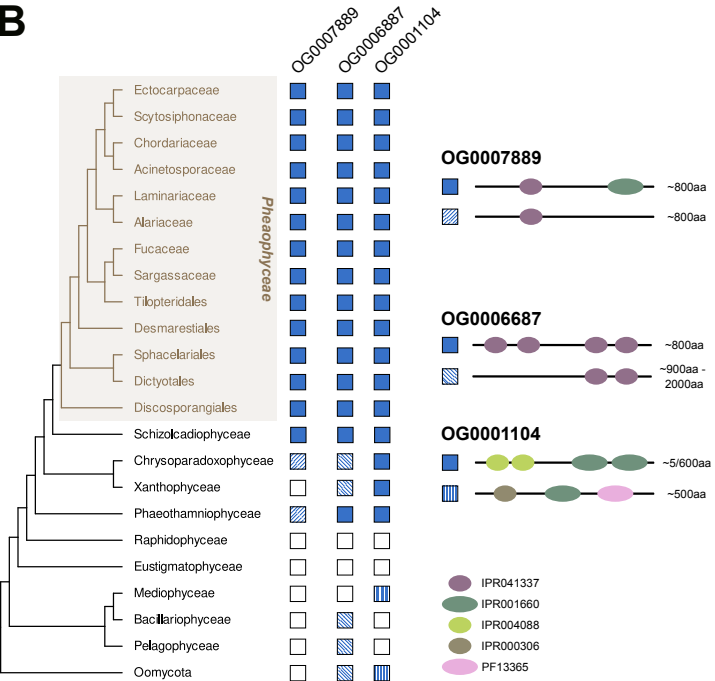 B
OG0007889
OG0006887
OG0001104
Ectocarpaceae
Scytosiphonaceae
Chordariaceae
Acinetosporaceae
Laminariaceae
Alariaceae
Fucaceae
Sargassaceae
Tilopteridales
Desmarestiales
Sphacelariales
Dictyotales
Discosporangiales
Pheaophyceae
Schizolcadiophyceae
Chrysoparadoxophyceae
Xanthophyceae
Phaeothamniophyceae
Raphidophyceae
Eustigmatophyceae
Mediophyceae
Bacillariophyceae
Pelagophyceae
Oomycota
OG0007889
~800aa
~800aa
OG0006687
~800aa
~900aa -
2000aa
OG0001104
~5/600aa
~500aa
IPR041337
IPR001660
IPR004088
IPR000306
PF13365